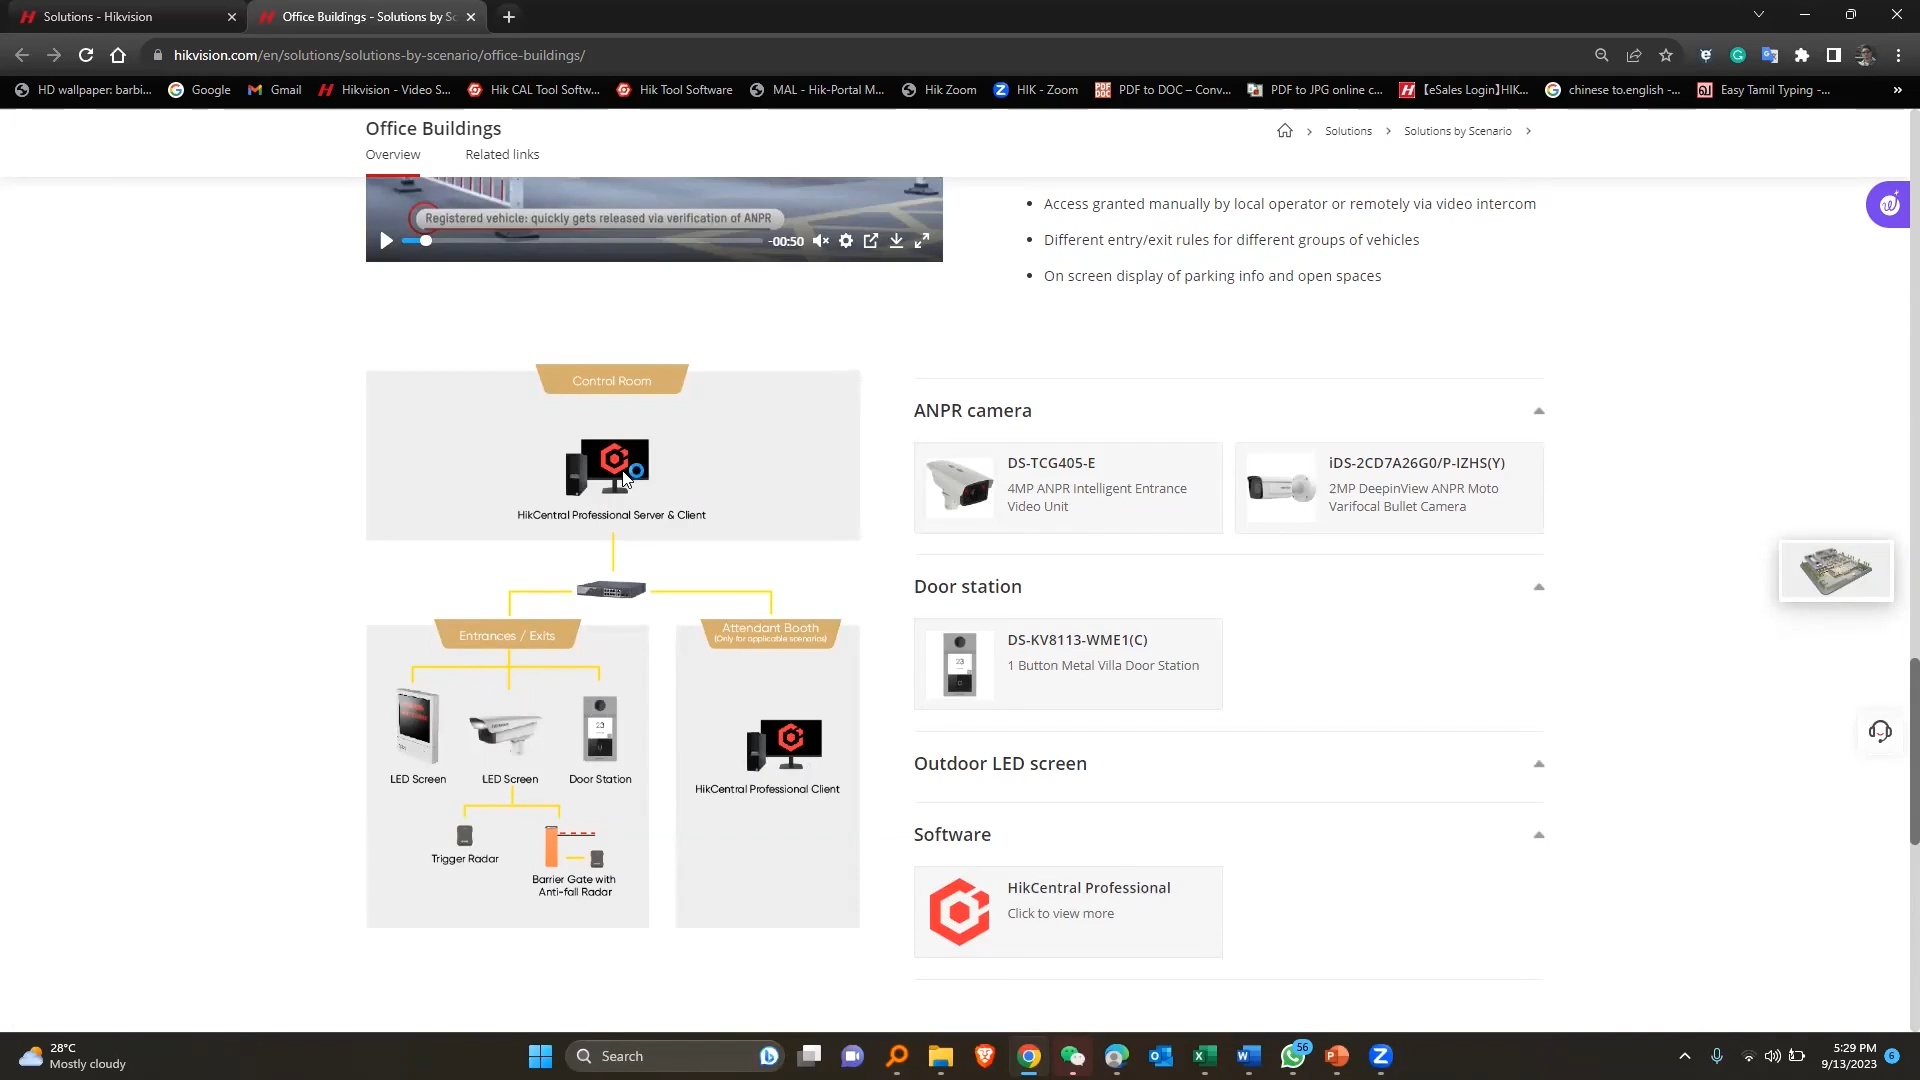 Solutions - Hikvision
Office Buildings - Solutions by Sc
hikvision.com/en/solutions/solutions-by-scenario/office-buildings/
HD wallpaper: barbi...
Google
Gmail
Hikvision - Video S...
Hik CAL Tool Softw...
Hik Tool Software
MAL - Hik-Portal M...
Hik Zoom
HIK - Zoom
PDF to DOC – Conv...
PDF to JPG online c...
【eSales Login】HIK...
chinese to.english -...
Easy Tamil Typing -...
Office Buildings
Solutions
Solutions by Scenario
Overview
Related links
Registered vehicle: quickly gets released via verification of ANPR
-00:50
Access granted manually by local operator or remotely via video intercom
Different entry/exit rules for different groups of vehicles
On screen display of parking info and open spaces
Control Room
HikCentral Professional Server & Client
Entrances / Exits
Attendant Booth
(Only for applicable scenarios)
LED Screen
LED Screen
Door Station
HikCentral Professional Client
Trigger Radar
Barrier Gate with
Anti-fall Radar
ANPR camera
DS-TCG405-E
4MP ANPR Intelligent Entrance
Video Unit
iDS-2CD7A26G0/P-IZHS(Y)
2MP DeepinView ANPR Moto
Varifocal Bullet Camera
Door station
DS-KV8113-WME1(C)
1 Button Metal Villa Door Station
Outdoor LED screen
Software
HikCentral Professional
Click to view more
28°C
Mostly cloudy
Search
56
5:29 PM
9/13/2023
6